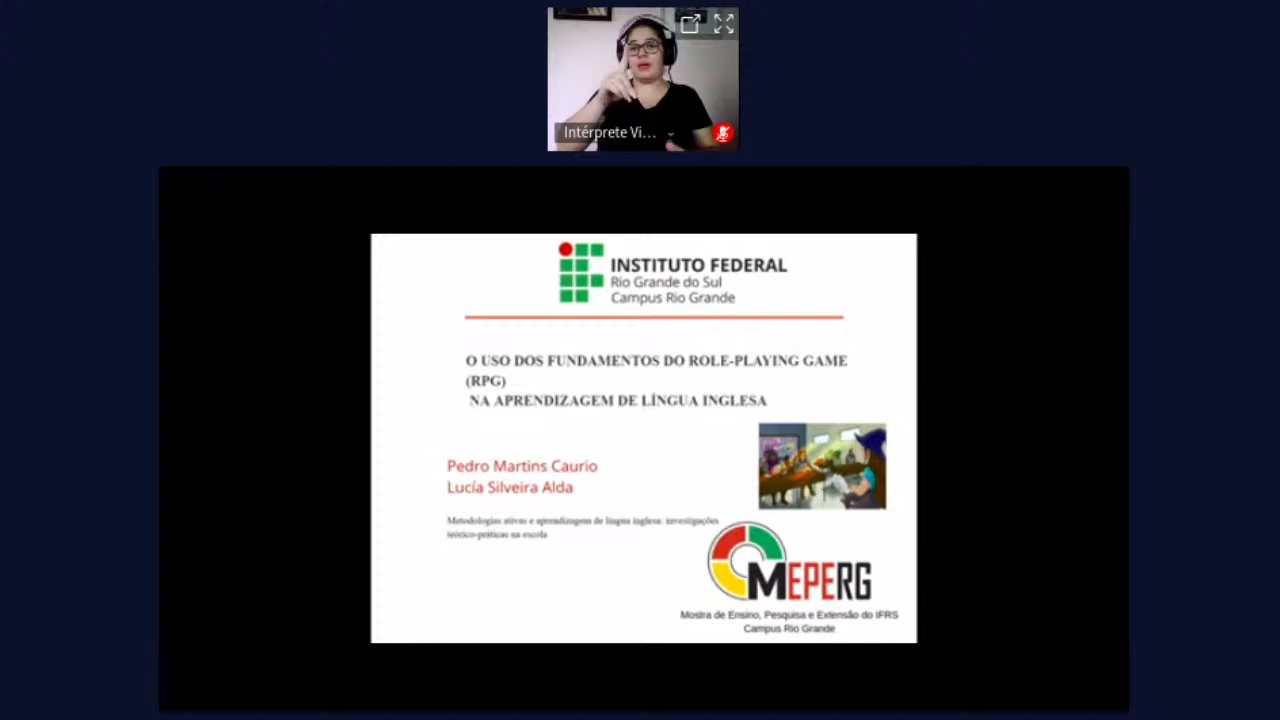 Intérprete Vi...
INSTITUTO FEDERAL
Rio Grande do Sul
Campus Rio Grande
O USO DOS FUNDAMENTOS DO ROLE-PLAYING GAME
(RPG)
NA APRENDIZAGEM DE LÍNGUA INGLESA
Pedro Martins Caurio
Lucía Silveira Alda
Metodologias ativas e aprendizagem de língua inglesa: investigações
teórico-práticas na escola
MEPERG
Mostra de Ensino, Pesquisa e Extensão do IFRS
Campus Rio Grande